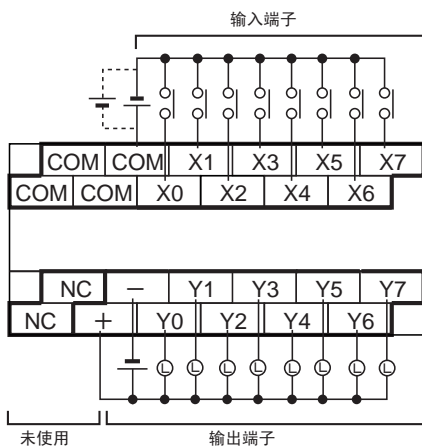 输入端子
COM COM X1 X3 X5 X7
COM COM X0 X2 X4 X6
NC − Y1 Y3 Y5 Y7
NC + Y0 Y2 Y4 Y6
L L L L L L L L
未使用 输出端子